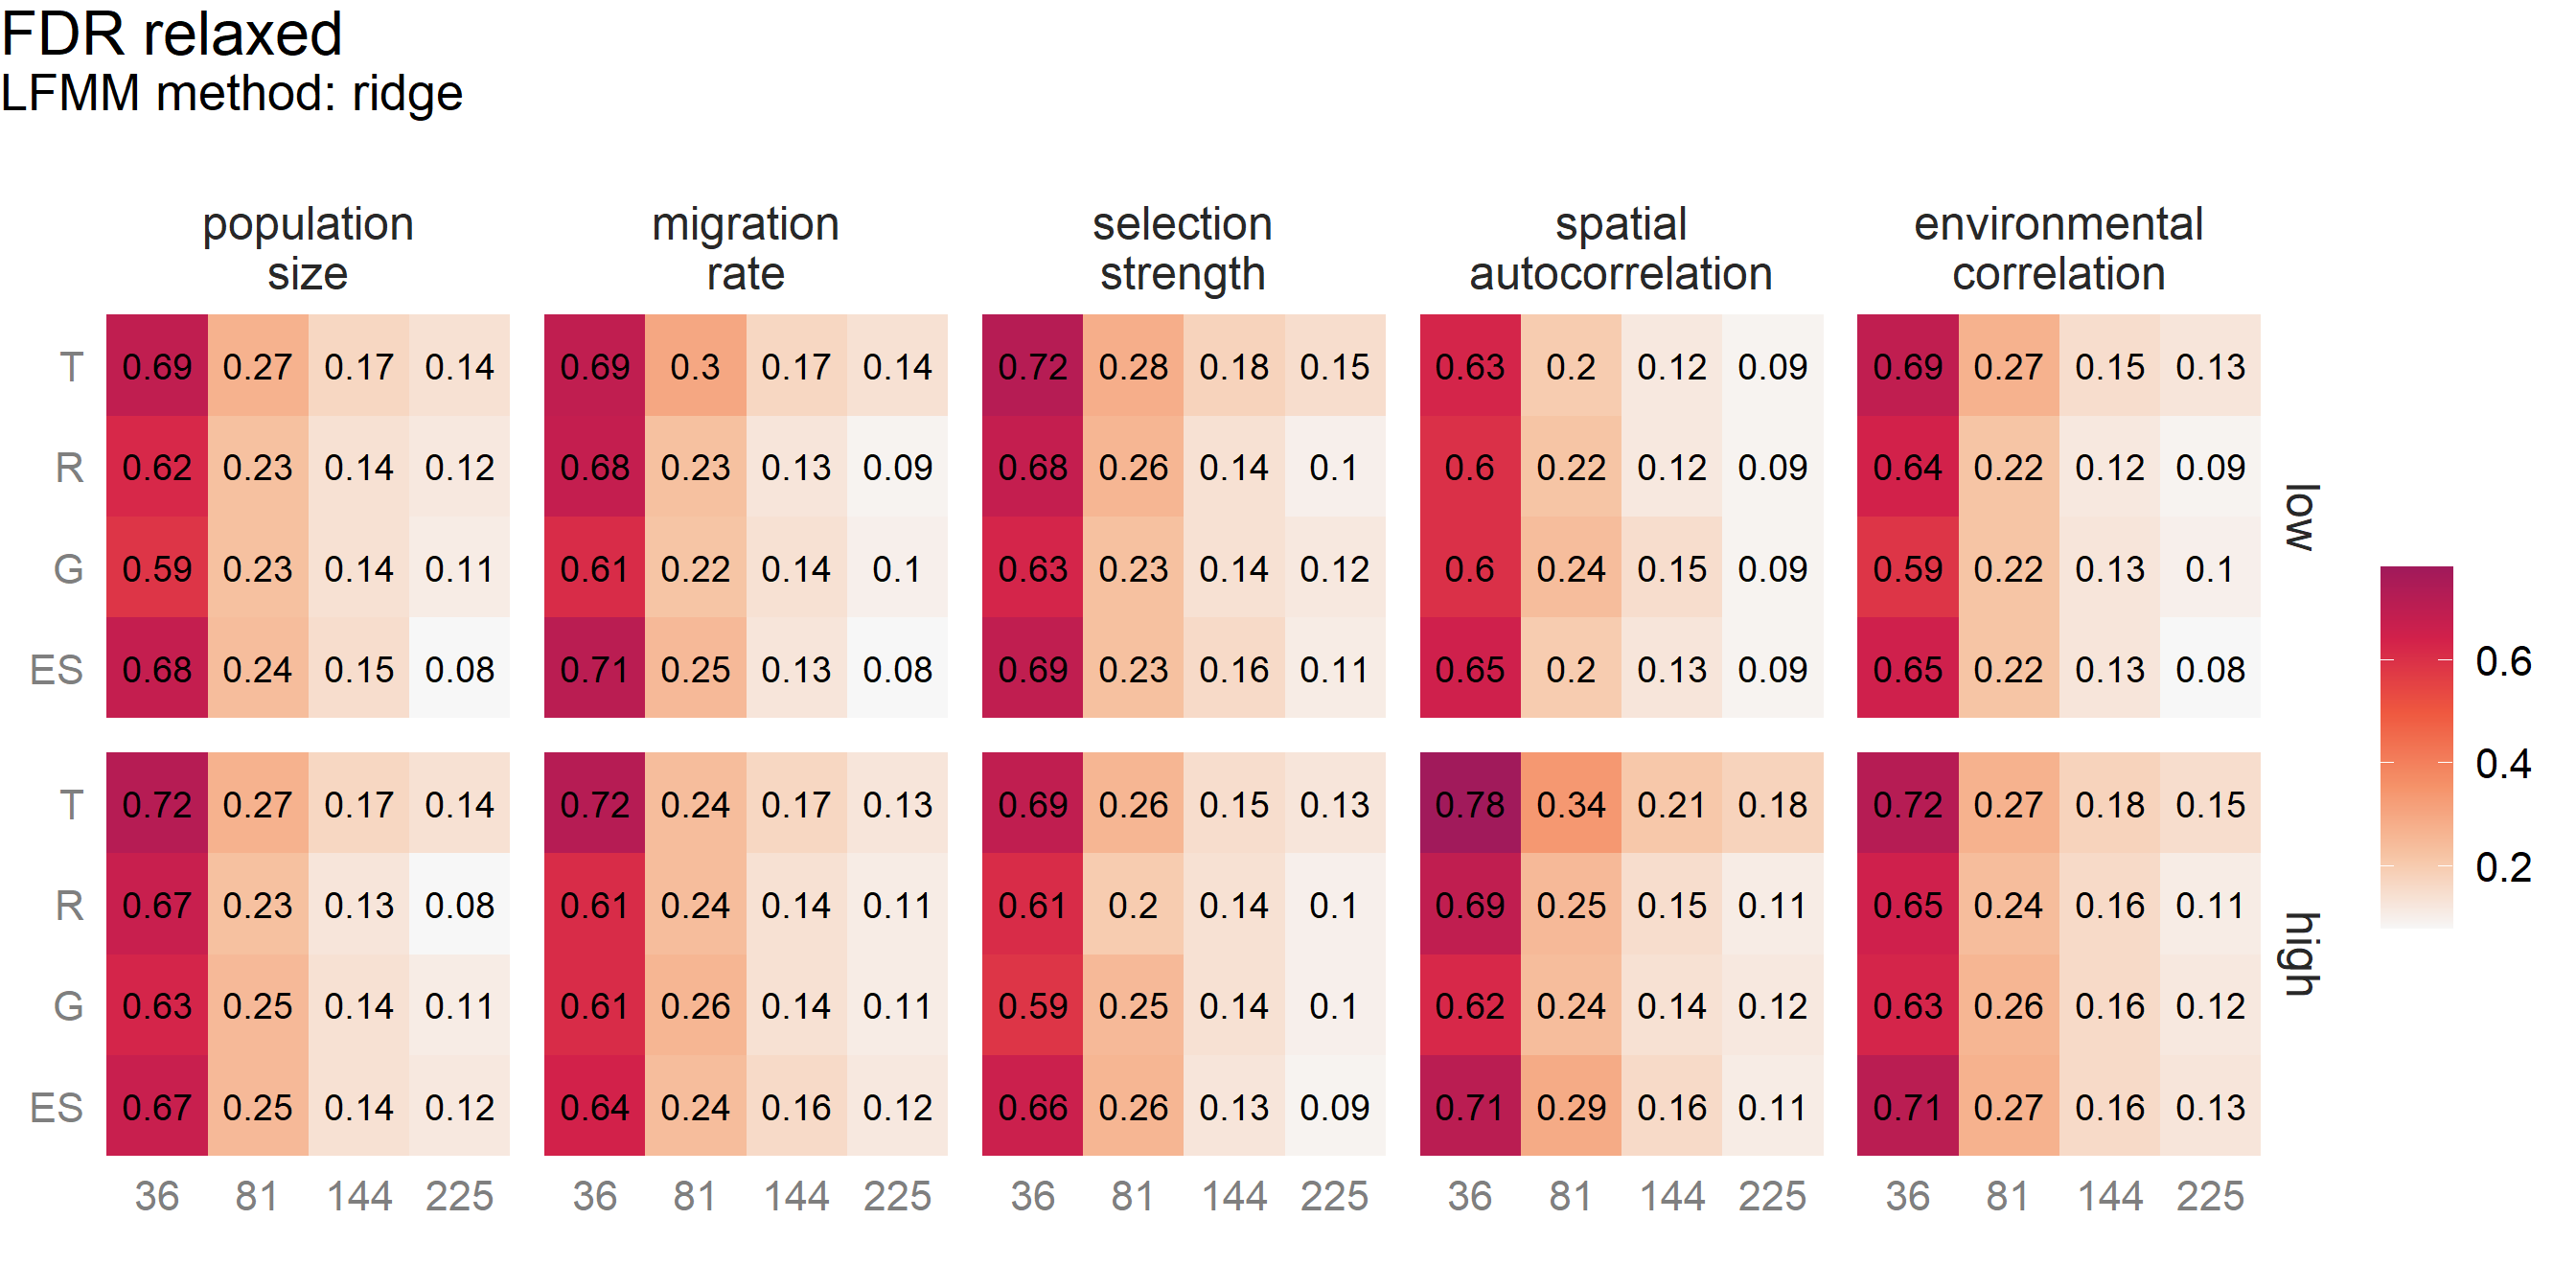 FDR relaxed
LFMM method: ridge
population size
migration rate
selection strength
spatial autocorrelation
environmental correlation
T 0.69 0.27 0.17 0.14 0.69 0.3 0.17 0.14 0.72 0.28 0.18 0.15 0.63 0.2 0.12 0.09 0.69 0.27 0.15 0.13
R 0.62 0.23 0.14 0.12 0.68 0.23 0.13 0.09 0.68 0.26 0.14 0.1 0.6 0.22 0.12 0.09 0.64 0.22 0.12 0.09
G 0.59 0.23 0.14 0.11 0.61 0.22 0.14 0.1 0.63 0.23 0.14 0.12 0.6 0.24 0.15 0.09 0.59 0.22 0.13 0.1
ES 0.68 0.24 0.15 0.08 0.71 0.25 0.13 0.08 0.69 0.23 0.16 0.11 0.65 0.2 0.13 0.09 0.65 0.22 0.13 0.08
low
T 0.72 0.27 0.17 0.14 0.72 0.24 0.17 0.13 0.69 0.26 0.15 0.13 0.78 0.34 0.21 0.18 0.72 0.27 0.18 0.15
R 0.67 0.23 0.13 0.08 0.61 0.24 0.14 0.11 0.61 0.2 0.14 0.1 0.69 0.25 0.15 0.11 0.65 0.24 0.16 0.11
G 0.63 0.25 0.14 0.11 0.61 0.26 0.14 0.11 0.59 0.25 0.14 0.1 0.62 0.24 0.14 0.12 0.63 0.26 0.16 0.12
ES 0.67 0.25 0.14 0.12 0.64 0.24 0.16 0.12 0.66 0.26 0.13 0.09 0.71 0.29 0.16 0.11 0.71 0.27 0.16 0.13
high
36 81 144 225 36 81 144 225 36 81 144 225 36 81 144 225 36 81 144 225
0.6
0.4
0.2